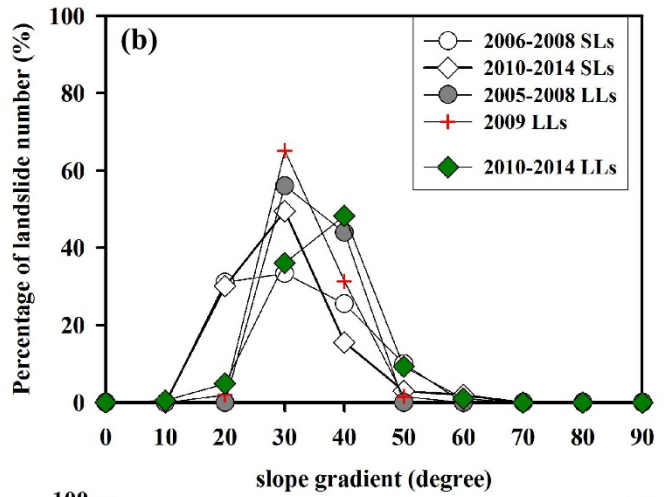 100
(b)
2006-2008 SLs
2010-2014 SLs
2005-2008 LLs
2009 LLs
2010-2014 LLs
80
60
40
20
0
Percentage of landslide number (%)
0 10 20 30 40 50 60 70 80 90
slope gradient (degree)
100